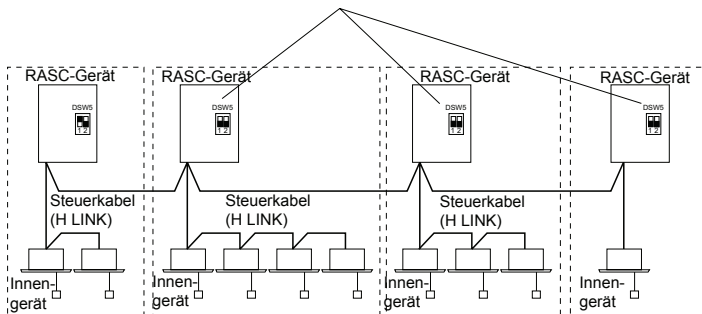 RASC-Gerät
RASC-Gerät
RASC-Gerät
RASC-Gerät
DSW5
1 2
DSW5
1 2
DSW5
1 2
DSW5
1 2
Steuerkabel
(H LINK)
Steuerkabel
(H LINK)
Steuerkabel
(H LINK)
Innen-
gerät
Innen-
gerät
Innen-
gerät
Innen-
gerät